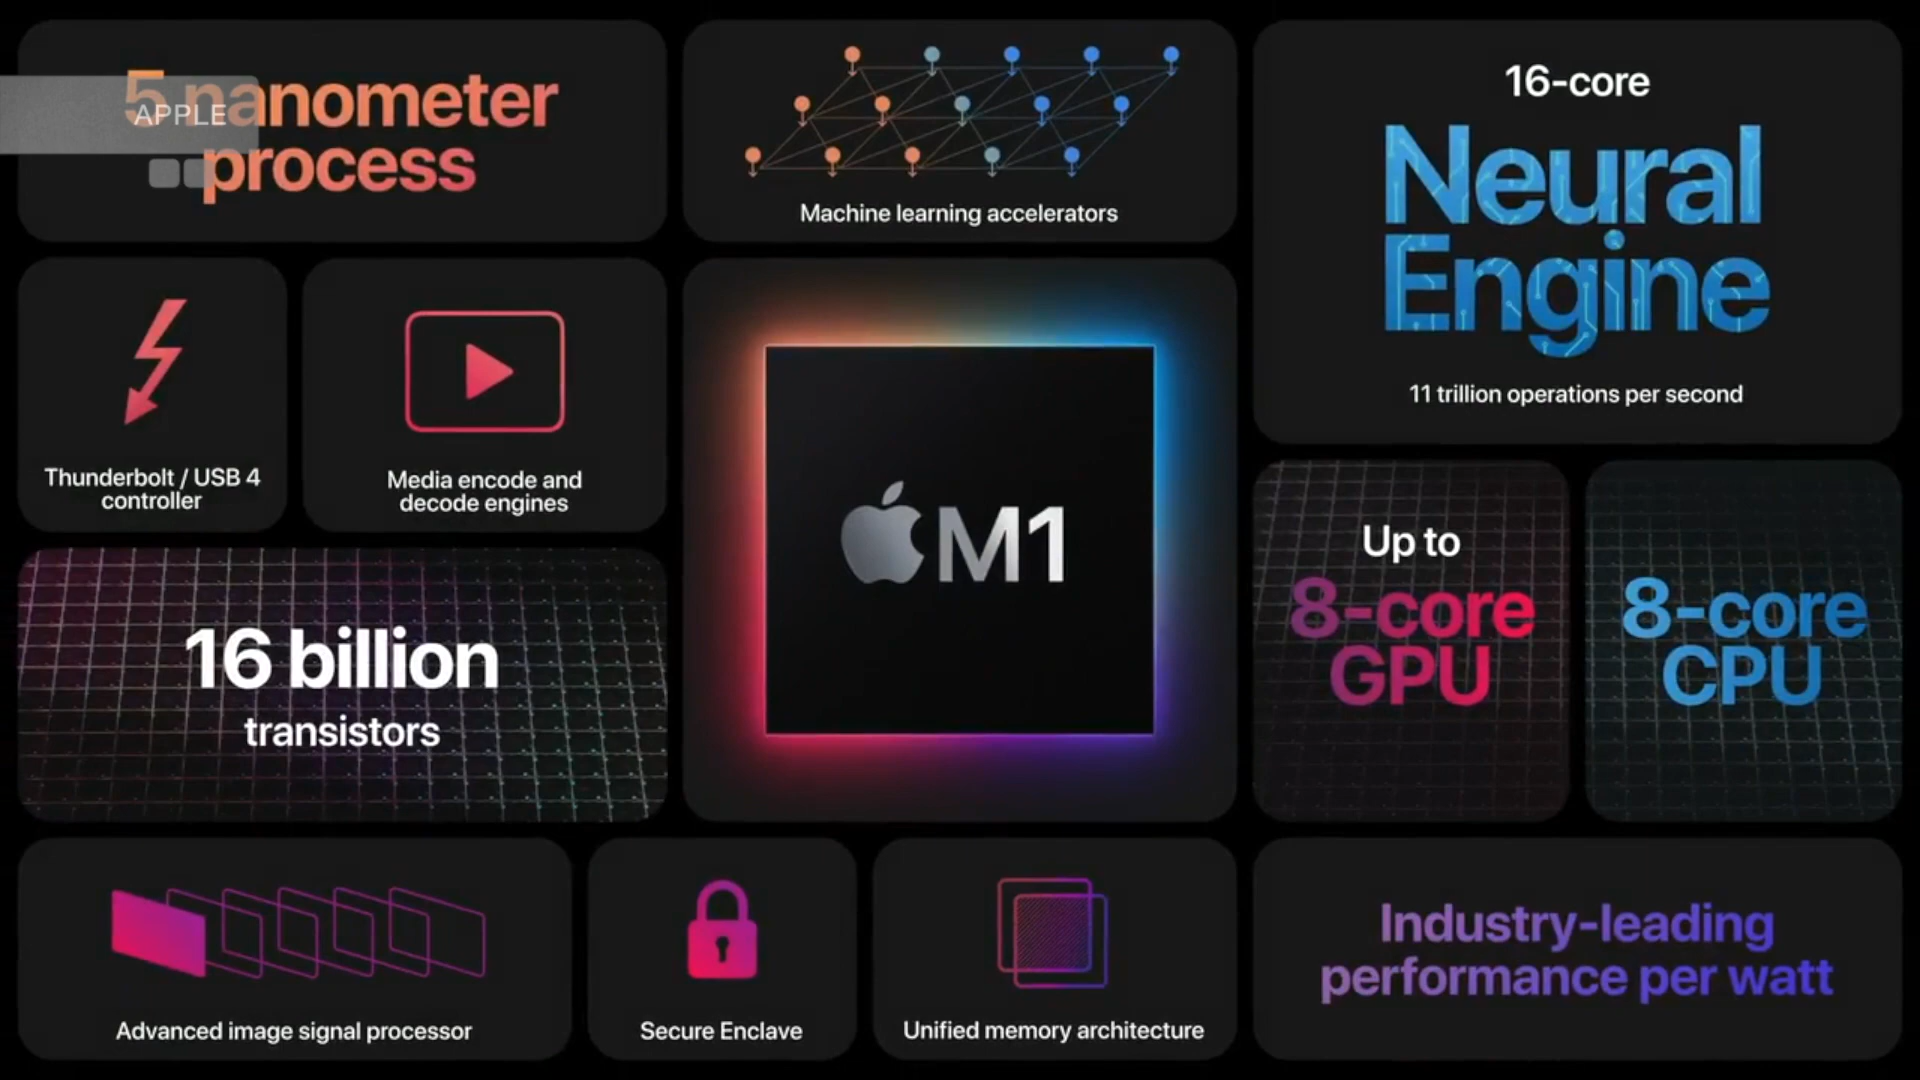 5 nanometer
process
APPLE
Machine learning accelerators
16-core
Neural
Engine
11 trillion operations per second
Thunderbolt / USB 4
controller
Media encode and
decode engines
M1
Up to
8-core
GPU
8-core
CPU
16 billion
transistors
Advanced image signal processor
Secure Enclave
Unified memory architecture
Industry-leading
performance per watt